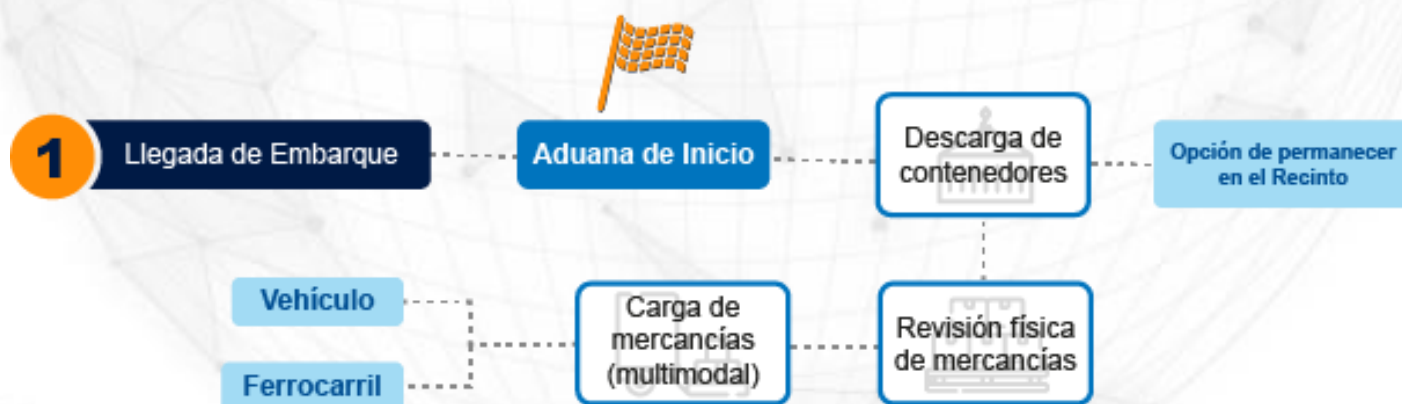 1
Llegada de Embarque
Aduana de Inicio
Descarga de
contenedores
Opción de permanecer
en el Recinto
Vehículo
Ferrocarril
Carga de
mercancías
(multimodal)
Revisión física
de mercancías